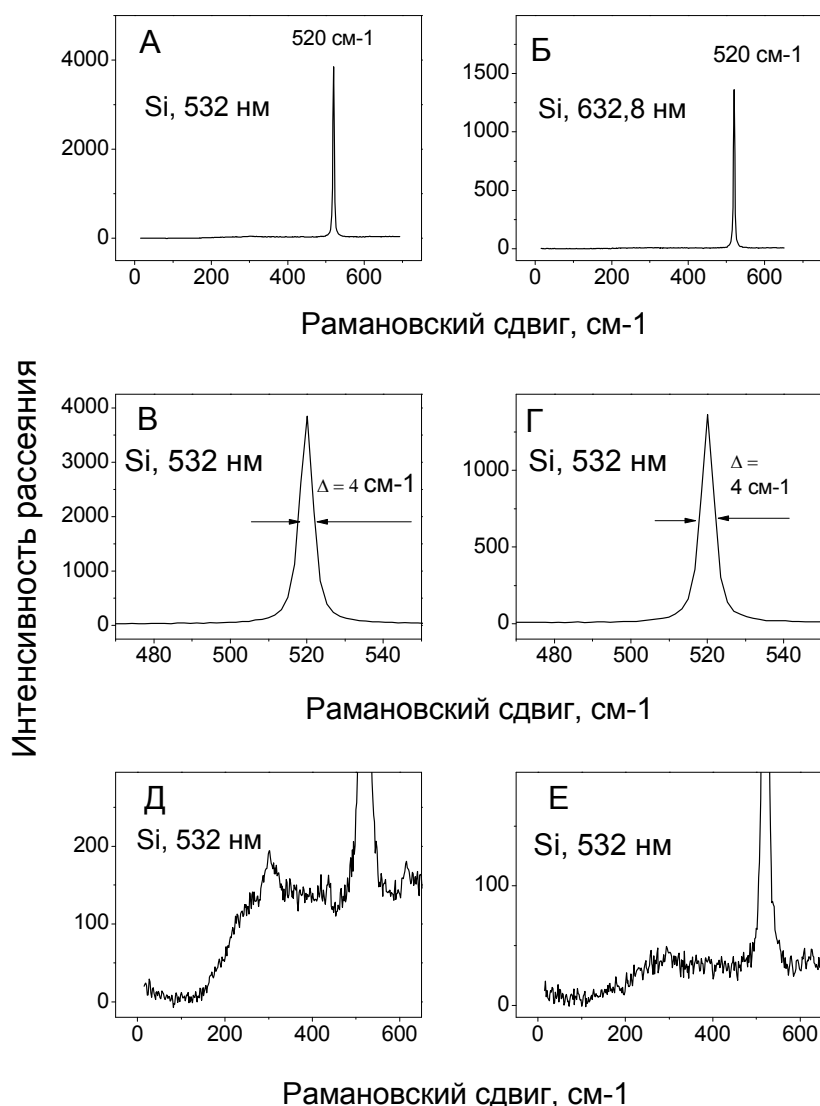 А
520 см-1
4000
Si, 532 нм
2000
0
0 200 400 600
Б
520 см-1
1500
Si, 632,8 нм
1000
500
0
0 200 400 600
Рамановский сдвиг, см-1
Интенсивность рассеяния
4000
В
Si, 532 нм
3000
Δ = 4 см-1
2000
1000
0
480 500 520 540
Г
Si, 532 нм
1000
Δ =
4 см-1
500
0
480 500 520 540
Рамановский сдвиг, см-1
Д
Si, 532 нм
200
100
0
0 200 400 600
Е
Si, 532 нм
100
0
0 200 400 600
Рамановский сдвиг, см-1